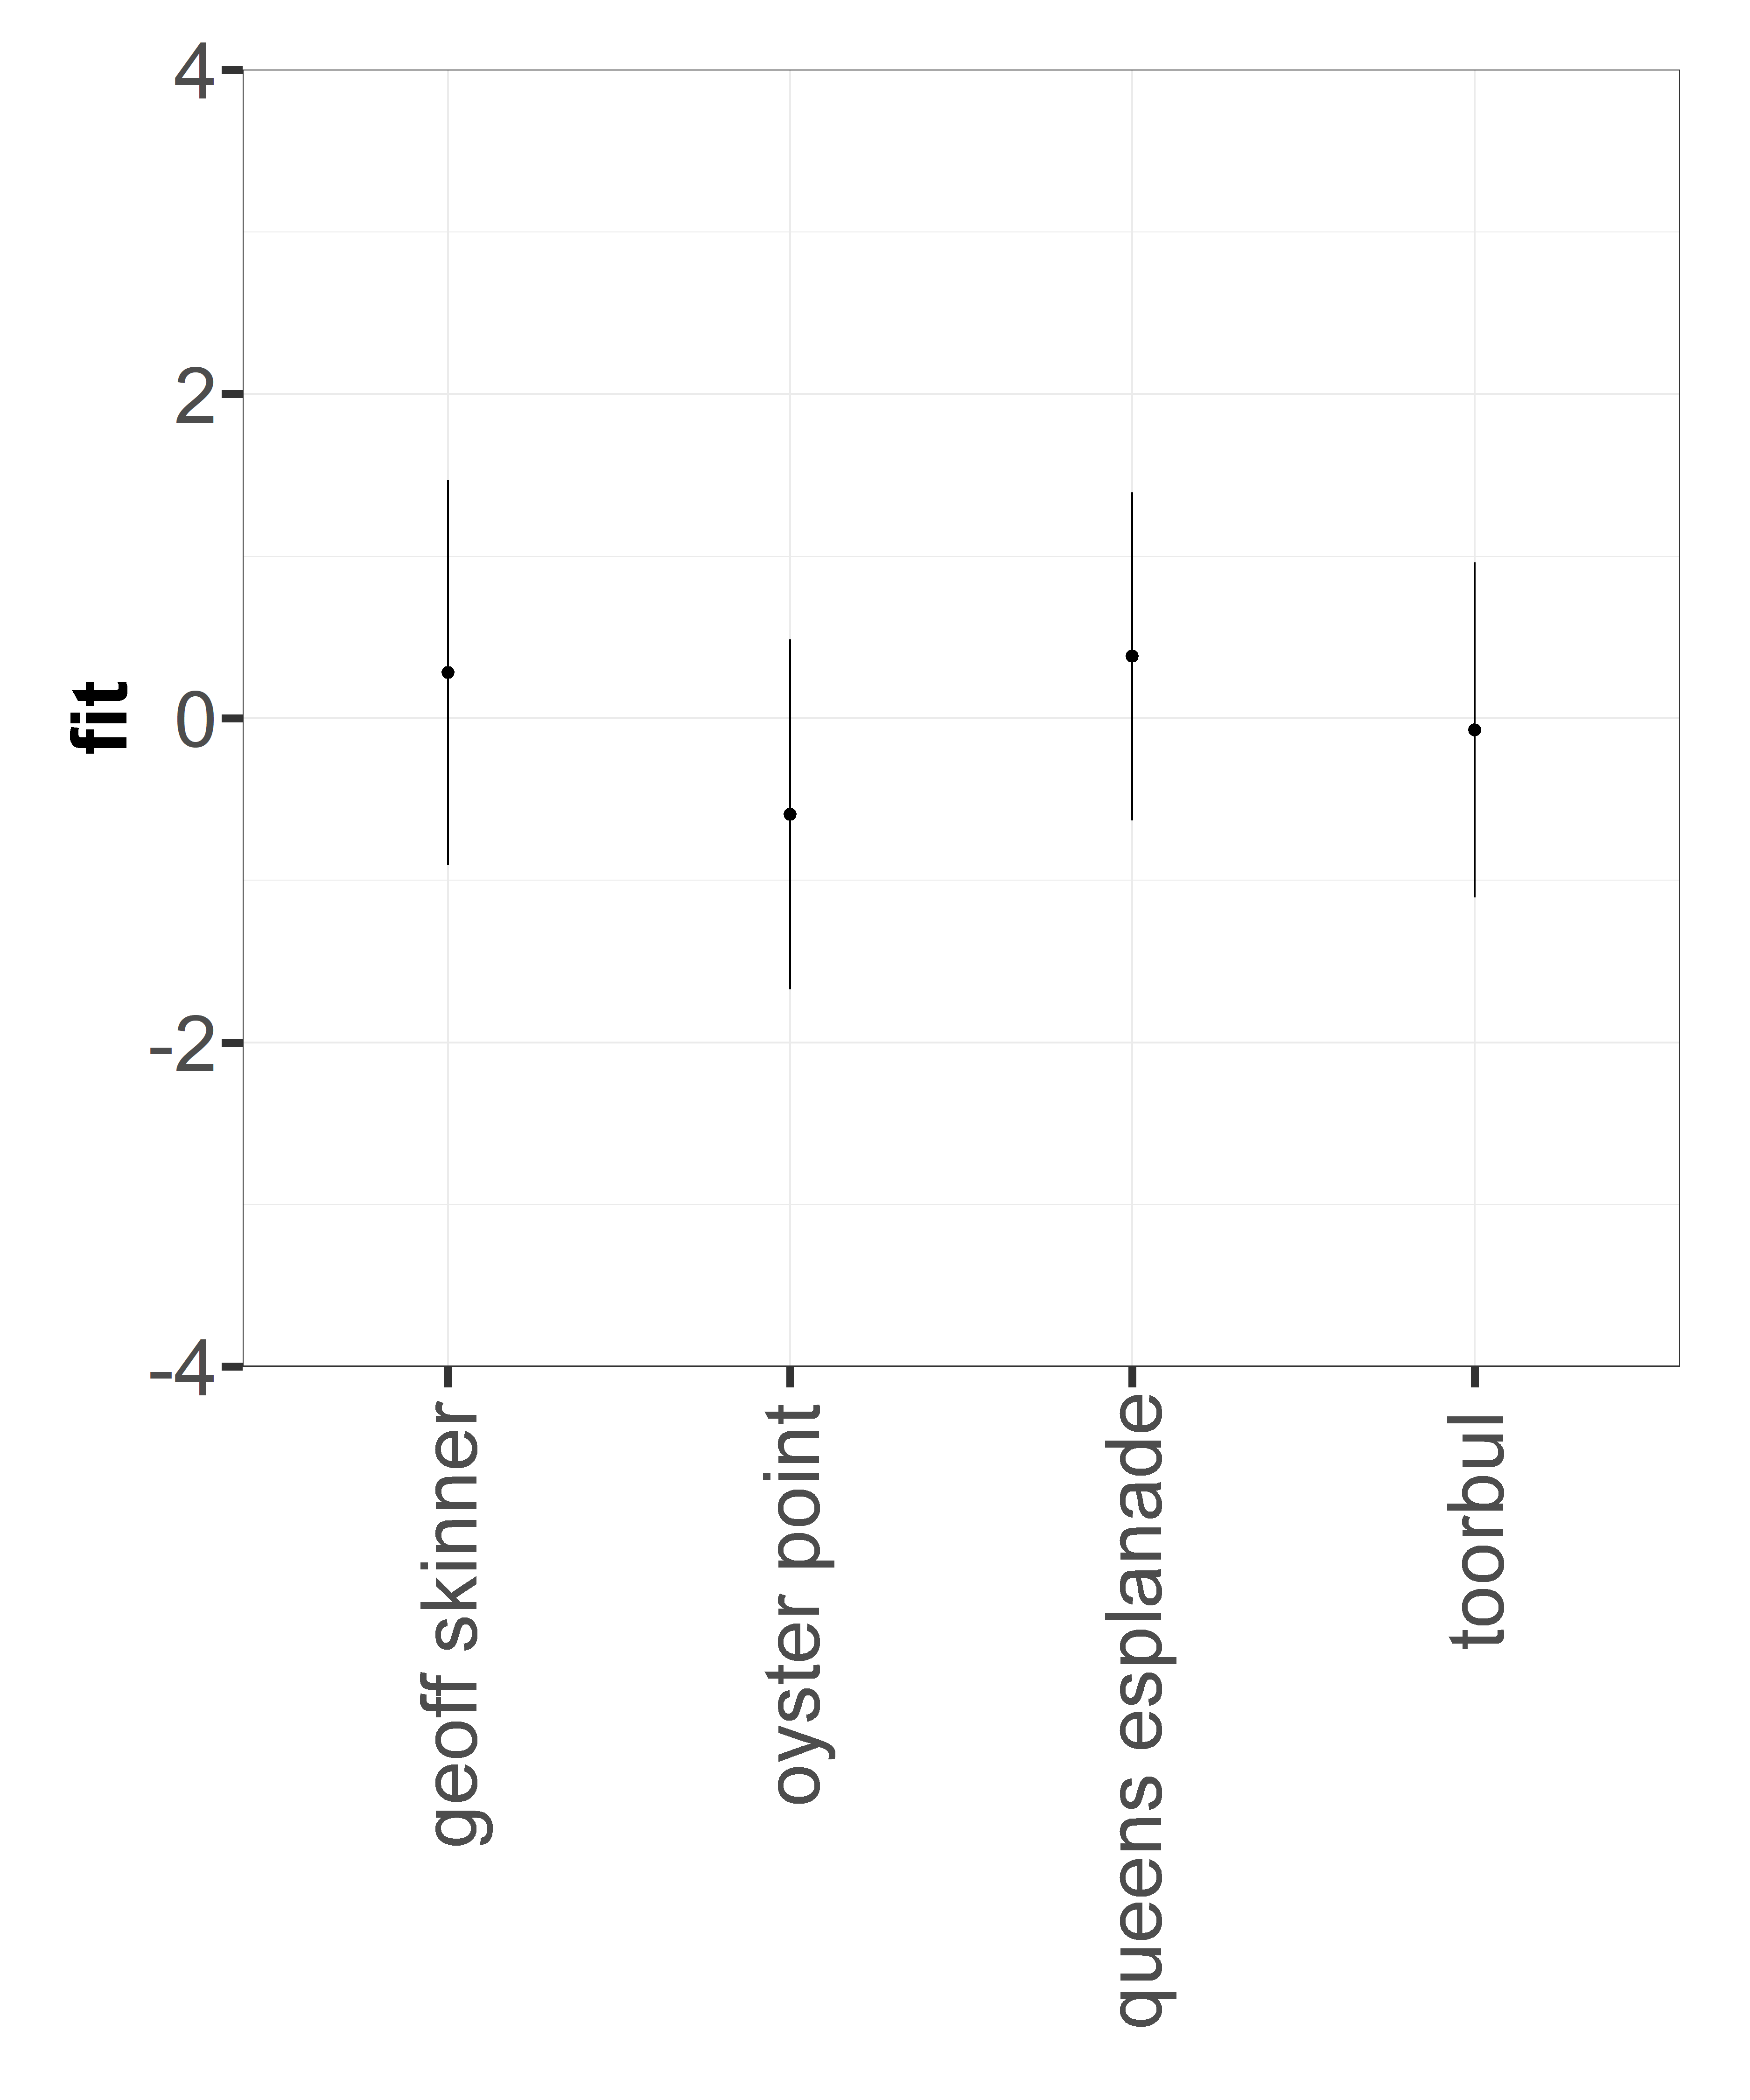 4
2
0
-2
-4
fit
geoff skinner
oyster point
queens esplanade
toorbul